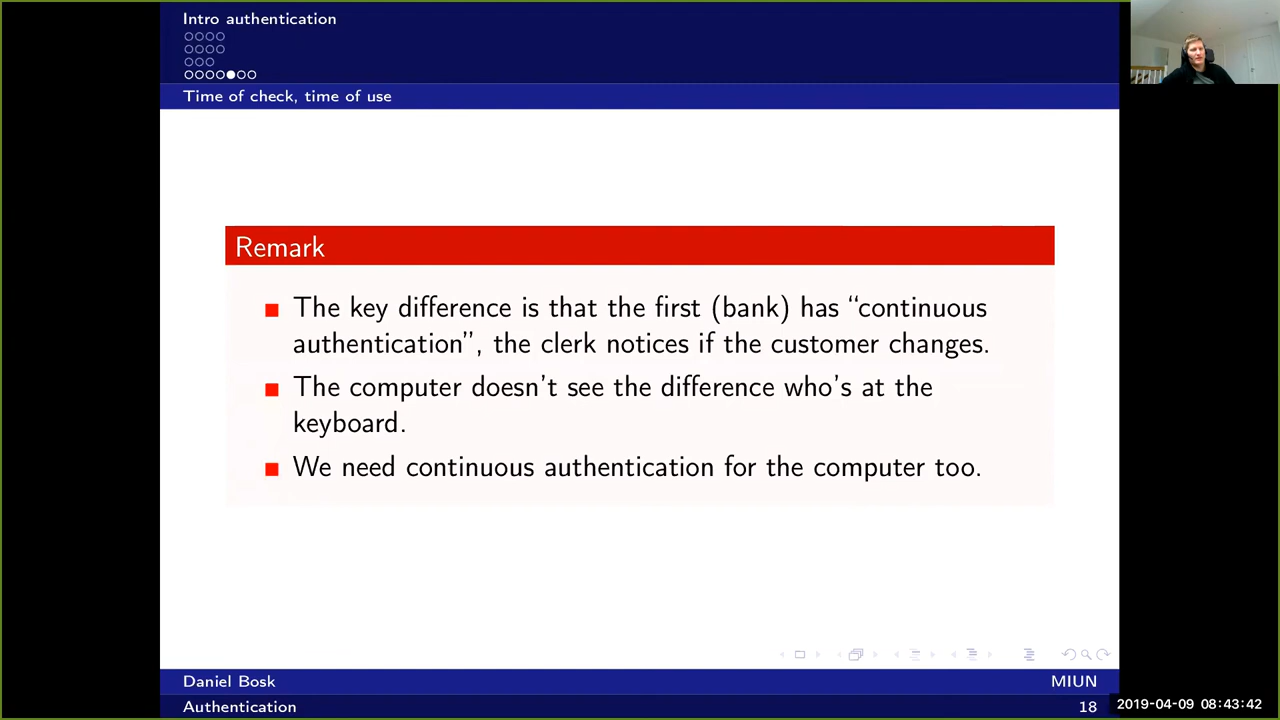 Intro authentication
Time of check, time of use
Remark
The key difference is that the first (bank) has “continuous
authentication”, the clerk notices if the customer changes.
The computer doesn't see the difference who's at the
keyboard.
We need continuous authentication for the computer too.
Daniel Bosk
MIUN
Authentication
18
2019-04-09 08:43:42